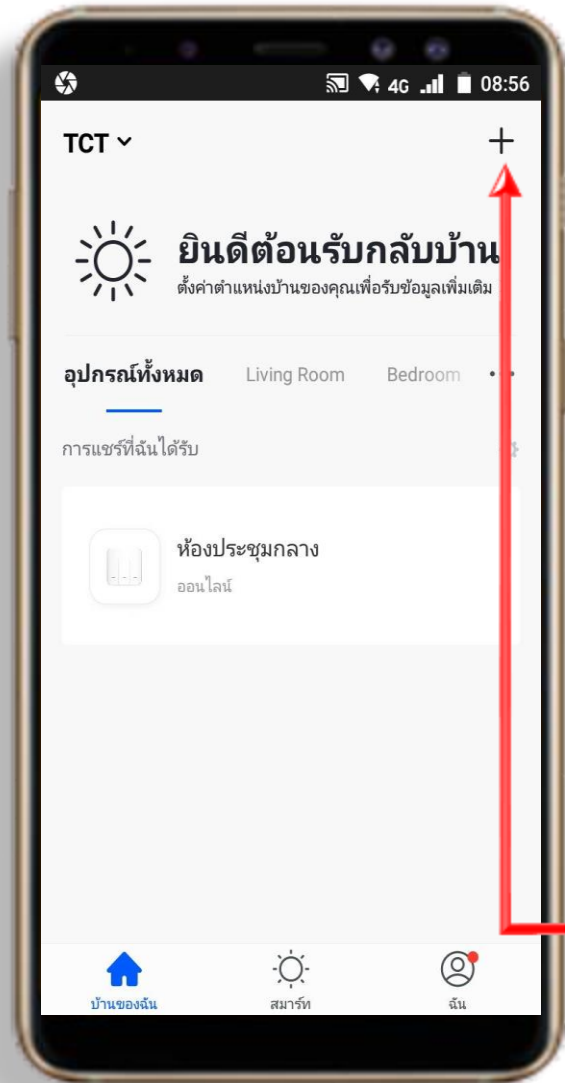 4G 08:56
TCT
ยินดีต้อนรับกลับบ้าน
ตั้งค่าตำแหน่งบ้านของคุณเพื่อรับข้อมูลเพิ่มเติม
อุปกรณ์ทั้งหมด Living Room Bedroom
การแชร์ที่ฉันได้รับ
ห้องประชุมกลาง
ออนไลน์
บ้านของฉัน สมาร์ท ฉัน